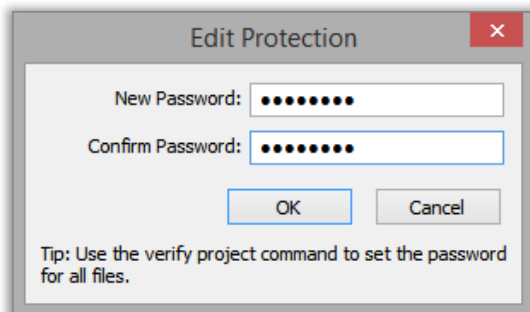 Edit Protection
New Password: ●●●●●●●●
Confirm Password: ●●●●●●●●
OK Cancel
Tip: Use the verify project command to set the password
for all files.